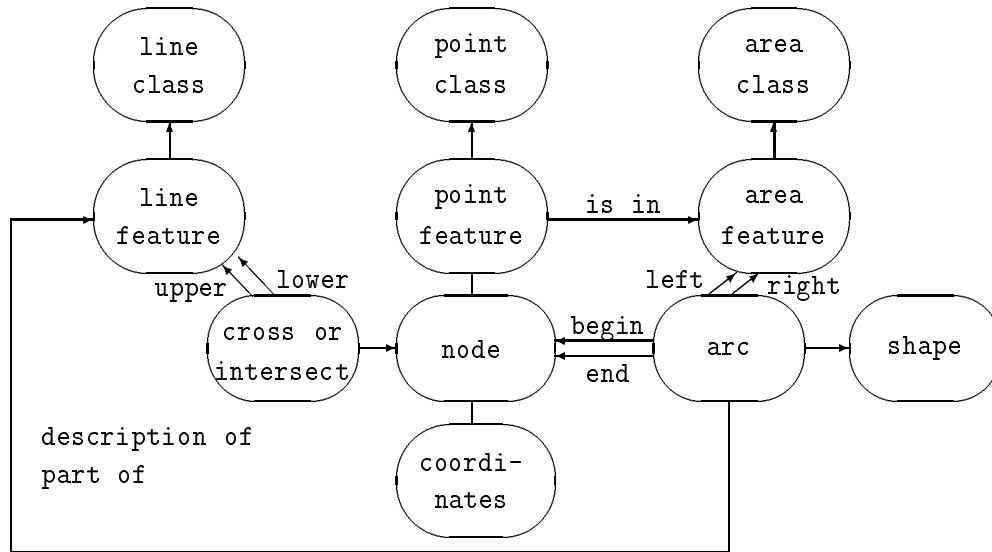 line
class
point
class
area
class
line
feature
point
feature
is in
area
feature
upper
lower
left
right
cross or
intersect
node
begin
end
arc
shape
description of
part of
coordi-
nates